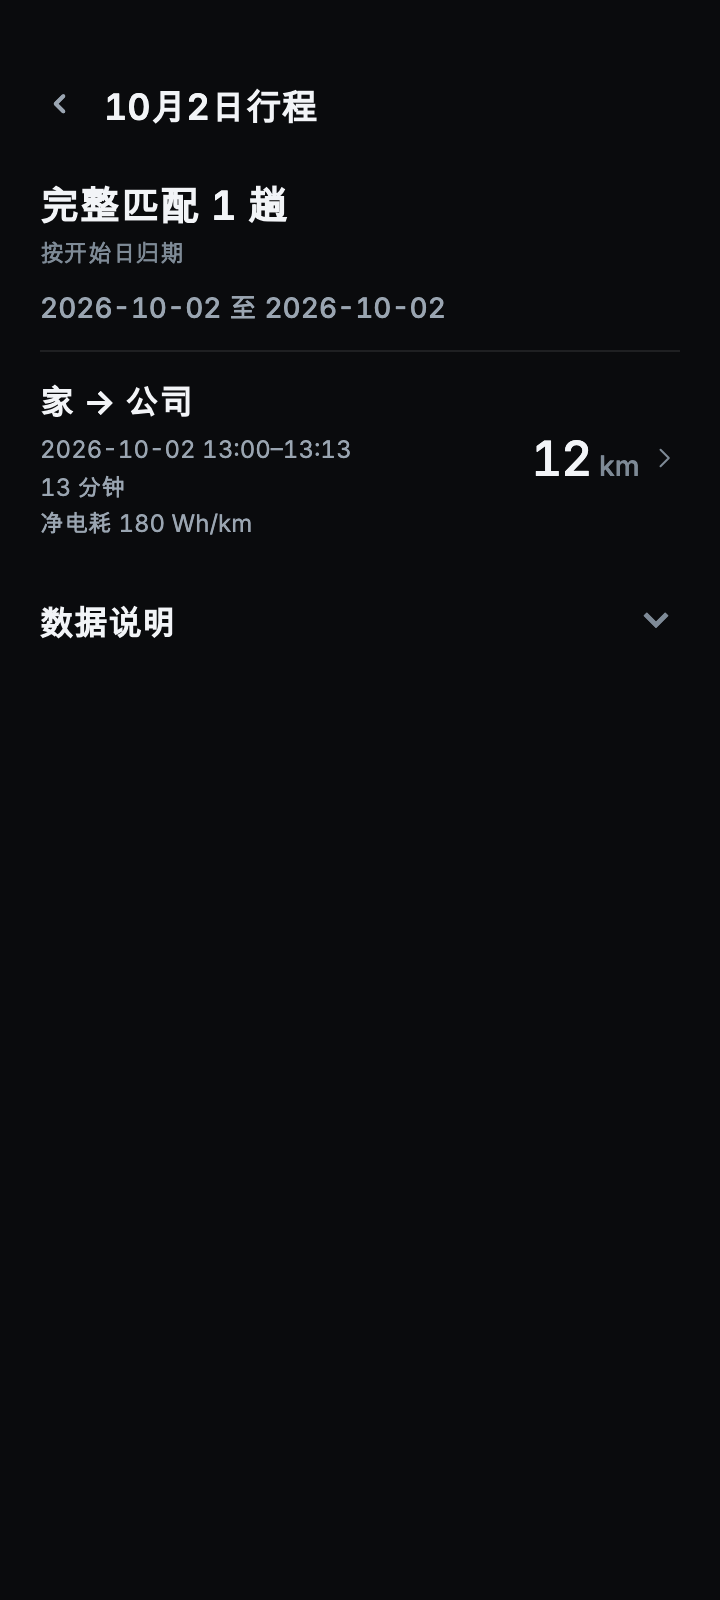 10月2日行程
完整匹配 1 趟
按开始日归期
2026-10-02 至 2026-10-02
家 → 公司
2026-10-02 13:00–13:13
12 km
13 分钟
净电耗 180 Wh/km
数据说明